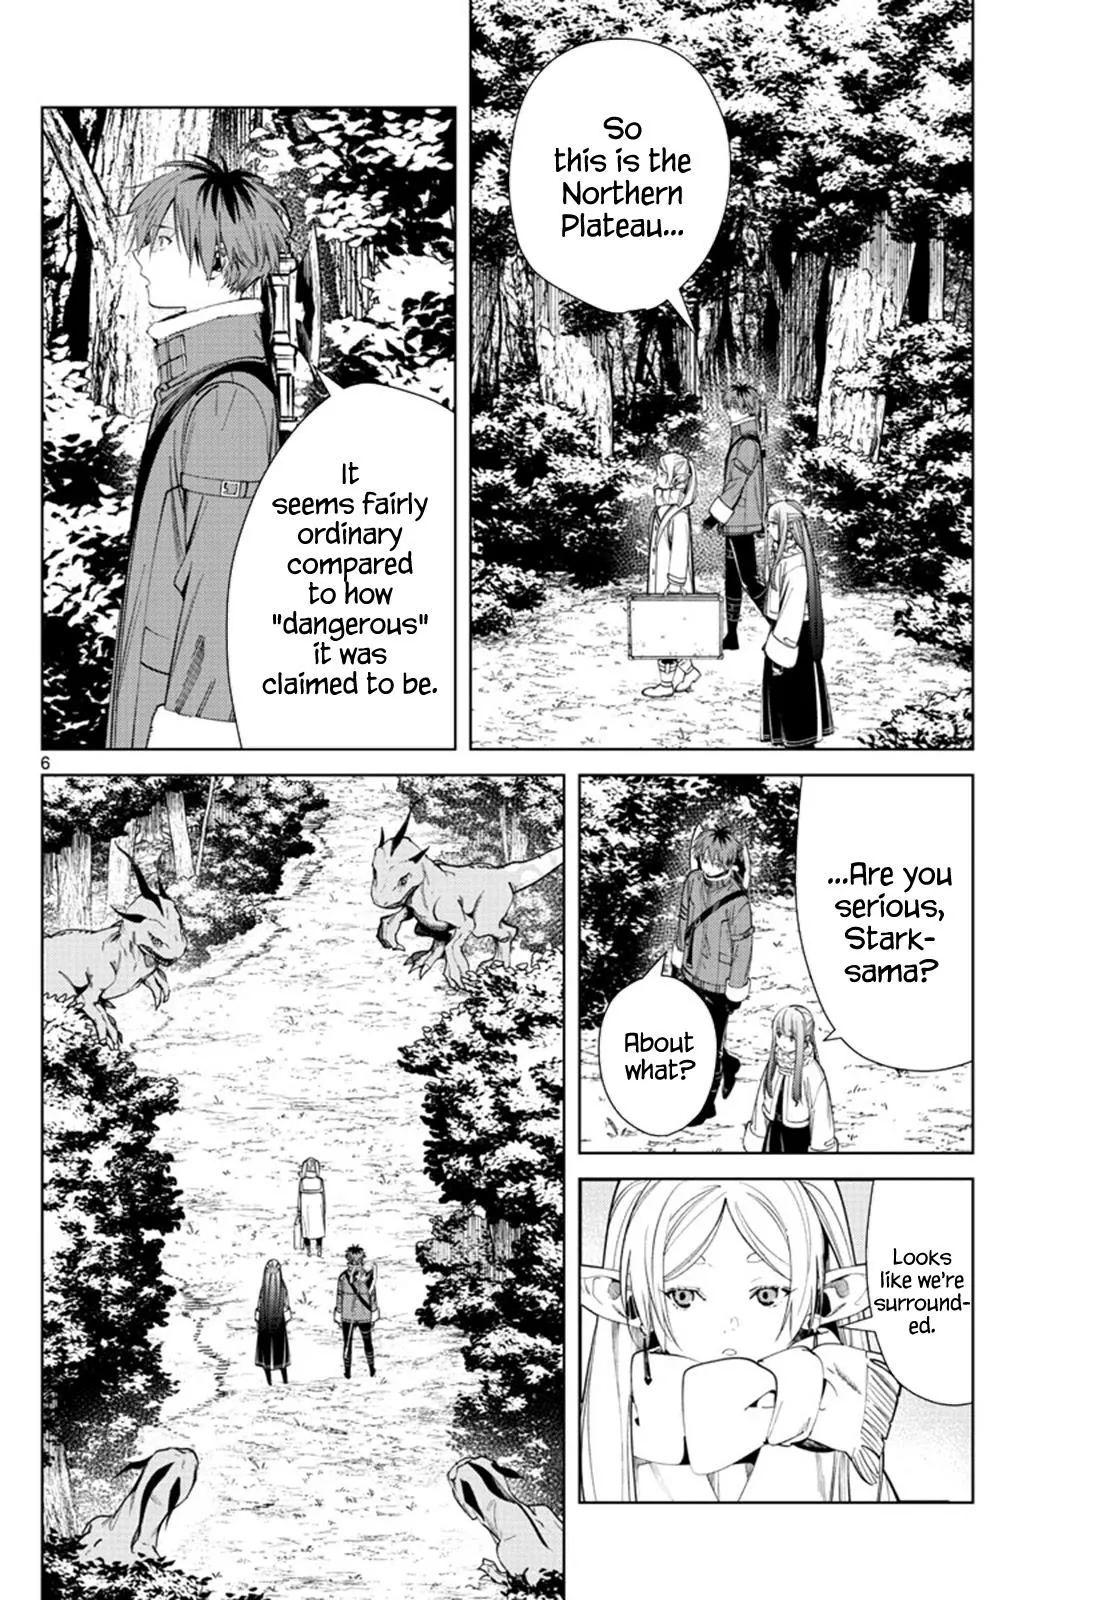 So
this is the
Northern
Plateau...
It
seems fairly
ordinary
compared
to how
"dangerous"
it was
claimed to be.
6
...Are you
serious,
Stark-
sama?
About
what?
Looks
like we're
surround-
ed.